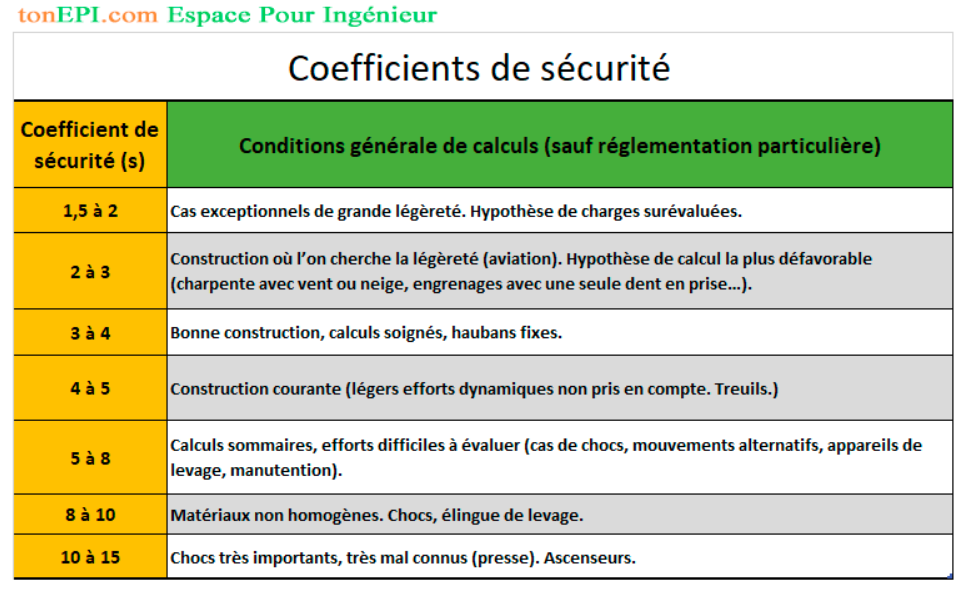 tonEPI.com Espace Pour Ingénieur
Coefficients de sécurité
Coefficient de
sécurité (s)
Conditions générale de calculs (sauf réglementation particulière)
1,5 à 2
Cas exceptionnels de grande légèreté. Hypothèse de charges surévaluées.
2 à 3
Construction où l’on cherche la légèreté (aviation). Hypothèse de calcul la plus défavorable
(charpente avec vent ou neige, engrenages avec une seule dent en prise…).
3 à 4
Bonne construction, calculs soignés, haubans fixes.
4 à 5
Construction courante (légers efforts dynamiques non pris en compte. Treuils.)
5 à 8
Calculs sommaires, efforts difficiles à évaluer (cas de chocs, mouvements alternatifs, appareils de
levage, manutention).
8 à 10
Matériaux non homogènes. Chocs, élingue de levage.
10 à 15
Chocs très importants, très mal connus (presse). Ascenseurs.